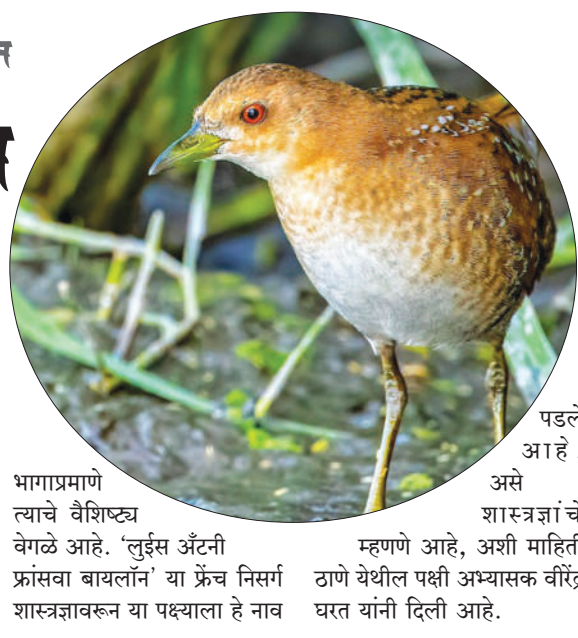 भागाप्रमाणे
त्याचे वैशिष्ट्य
वेगळे आहे. ‘लुईस अँटनी
फ्रांसवा बायलॉन’ या फ्रेंच निसर्ग
शास्त्रज्ञावरून या पक्ष्याला हे नाव
पडले
आहे.
असे
शास्त्रज्ञांचे
म्हणणे आहे, अशी माहिती
ठाणे येथील पक्षी अभ्यासक वीरेंद्र
घरत यांनी दिली आहे.